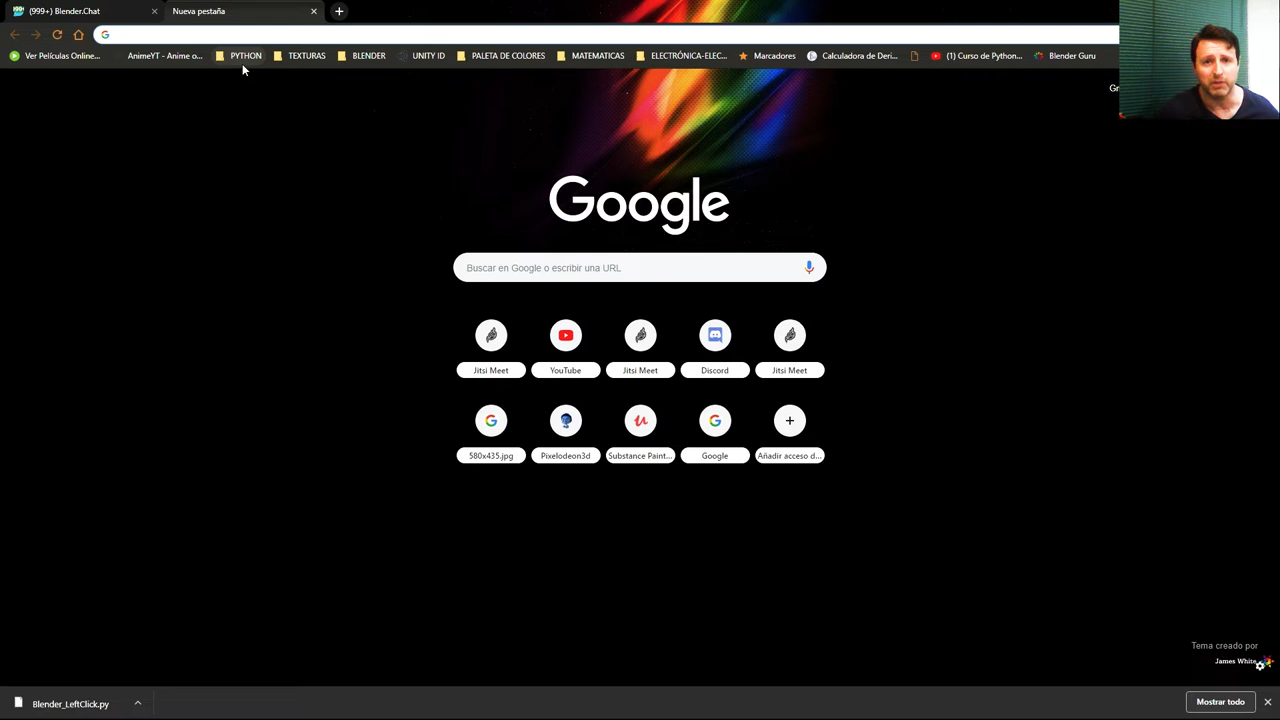 (999+) Blender.Chat
Nueva pestaña
Ver Películas Online...
AnimeYT - Anime o...
PYTHON
TEXTURAS
BLENDER
UNITY ID
PALETA DE COLORES
MATEMATICAS
ELECTRÓNICA-ELEC...
Marcadores
Calculadora de Deri...
(1) Curso de Python...
Blender Guru
Google
Buscar en Google o escribir una URL
Jitsi Meet
YouTube
Jitsi Meet
Discord
Jitsi Meet
580x435.jpg
Pixelodeon3d
Substance Paint...
Google
Añadir acceso d...
Tema creado por
James White
Blender_LeftClick.py
Mostrar todo